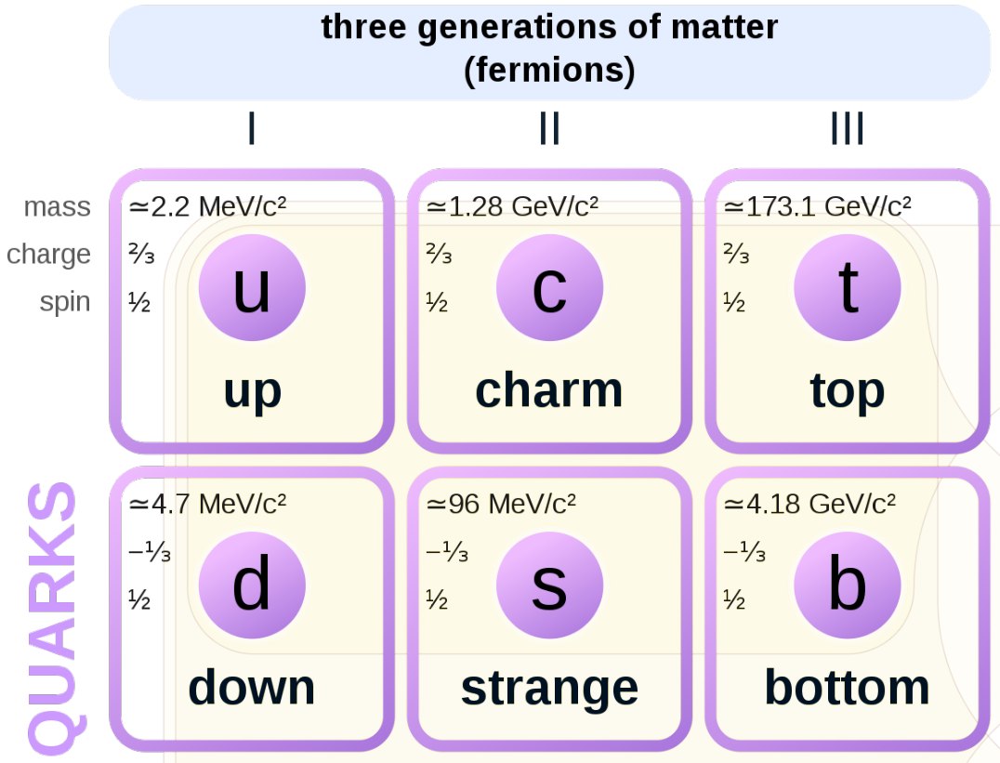 three generations of matter
(fermions)
I II III
mass ≃2.2 MeV/c² ≃1.28 GeV/c² ≃173.1 GeV/c²
charge ⅔ ⅔ ⅔
spin ½ ½ ½
u c t
up charm top
QUARKS
≃4.7 MeV/c² ≃96 MeV/c² ≃4.18 GeV/c²
−⅓ −⅓ −⅓
½ ½ ½
d s b
down strange bottom